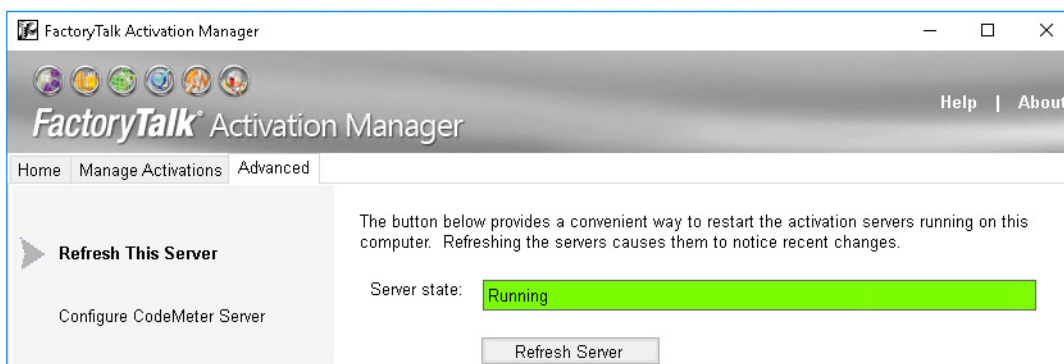 FactoryTalk Activation Manager
Help | About
FactoryTalk® Activation Manager
Home Manage Activations Advanced
The button below provides a convenient way to restart the activation servers running on this
computer. Refreshing the servers causes them to notice recent changes.
Refresh This Server
Server state: Running
Configure CodeMeter Server
Refresh Server